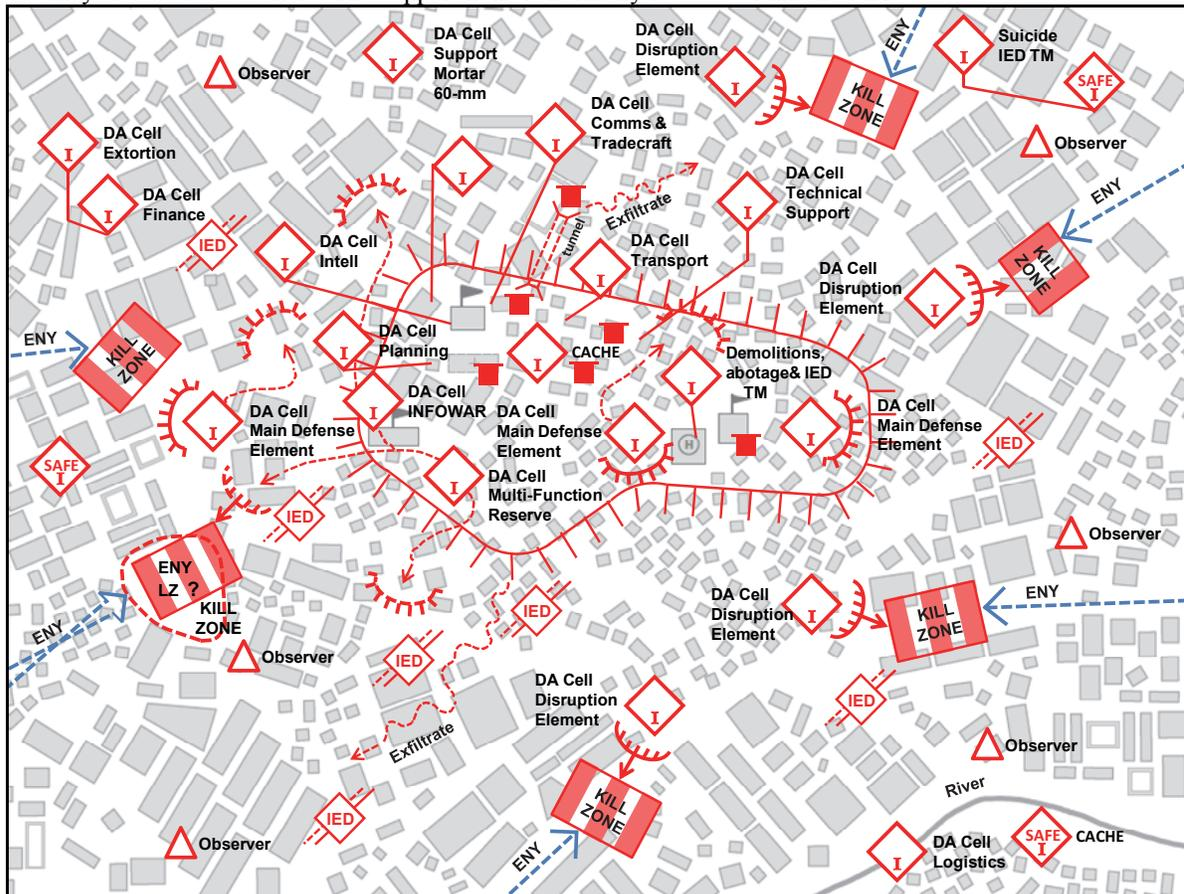 DA Cell
Support
Mortar
60-mm
I
Observer
DA Cell
Disruption
Element
I
ENY
KILL
ZONE
Suicide
IED TM
I
SAFE
I
Observer
DA Cell
Extortion
I
DA Cell
Finance
I
DA Cell
Comms &
Tradecraft
I
I
DA Cell
Technical
Support
I
ENY
KILL
ZONE
IED
DA Cell
Intell
I
tunnel
Exfiltrate
DA Cell
Transport
I
DA Cell
Disruption
Element
I
ENY
KILL
ZONE
DA Cell
Planning
I
I
CACHE
Demolitions,
abotage& IED
TM
I
DA Cell
INFOWAR
I
DA Cell
Main Defense
Element
I
DA Cell
Main Defense
Element
I
H
DA Cell
Main Defense
Element
I
IED
SAFE
I
DA Cell
Multi-Function
Reserve
I
IED
Observer
ENY
LZ ?
KILL
ZONE
ENY
Observer
IED
IED
DA Cell
Disruption
Element
I
KILL
ZONE
ENY
IED
DA Cell
Disruption
Element
I
Exfiltrate
KILL
ZONE
ENY
Observer
River
IED
Observer
DA Cell
Logistics
I
SAFE
I
CACHE